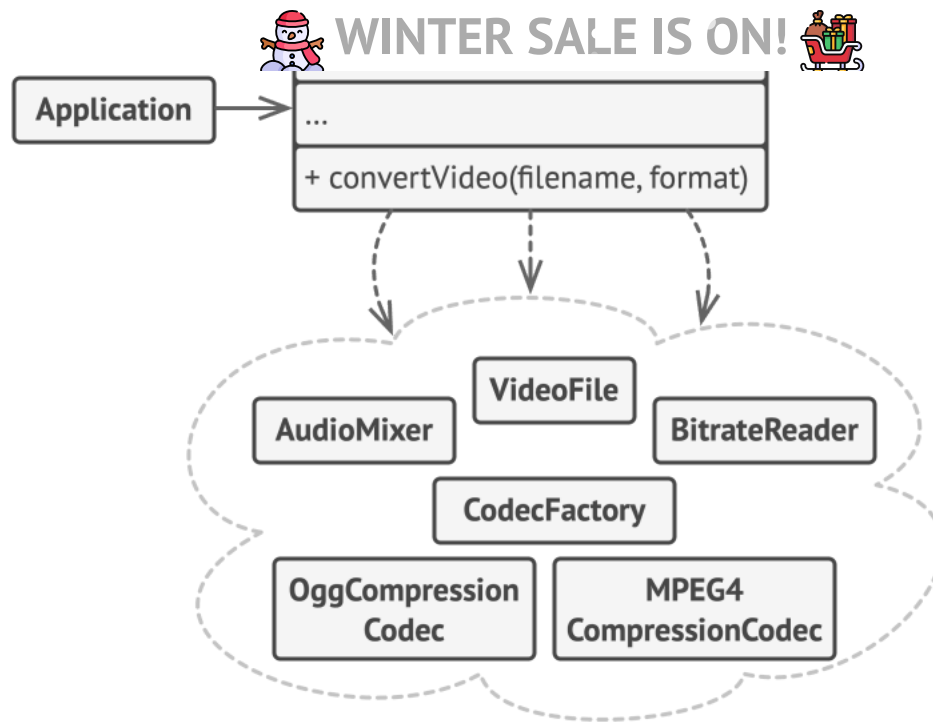 WINTER SALE IS ON!
Application
...
+ convertVideo(filename, format)
VideoFile
AudioMixer
BitrateReader
CodecFactory
OggCompression
Codec
MPEG4
CompressionCodec